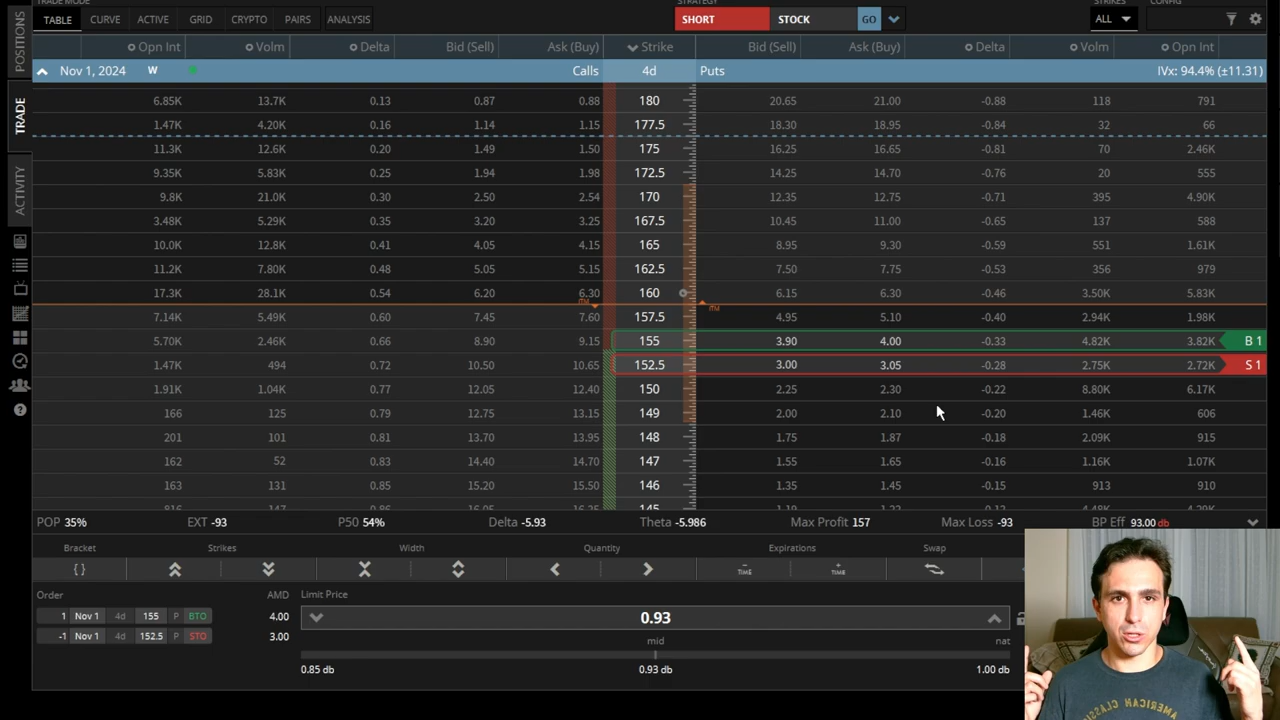 TRADE MODE STRATEGY STRIKES CONFIG
TABLE CURVE ACTIVE GRID CRYPTO PAIRS ANALYSIS SHORT STOCK GO ALL
POSITIONS
TRADE
ACTIVITY
Opn Int Volm Delta Bid (Sell) Ask (Buy) Strike Bid (Sell) Ask (Buy) Delta Volm Opn Int
Nov 1, 2024 W Calls 4d Puts IVx: 94.4% (±11.31)
6.85K 13.7K 0.13 0.87 0.88 180 20.65 21.00 -0.88 118 791
1.47K 4.20K 0.16 1.14 1.15 177.5 18.30 18.95 -0.84 32 66
11.3K 12.6K 0.20 1.49 1.50 175 16.25 16.65 -0.81 70 2.46K
9.35K 5.83K 0.25 1.94 1.98 172.5 14.25 14.70 -0.76 20 555
9.8K 21.0K 0.30 2.50 2.54 170 12.35 12.75 -0.71 395 4.90K
3.48K 5.29K 0.35 3.20 3.25 167.5 10.45 11.00 -0.65 137 588
10.0K 12.8K 0.41 4.05 4.15 165 8.95 9.30 -0.59 551 1.61K
11.2K 7.80K 0.48 5.05 5.15 162.5 7.50 7.75 -0.53 356 979
17.3K 28.1K 0.54 6.20 6.30 160 6.15 6.30 -0.46 3.50K 5.83K
ITM ITM
7.14K 5.49K 0.60 7.45 7.60 157.5 4.95 5.10 -0.40 2.94K 1.98K
5.70K 2.46K 0.66 8.90 9.15 155 3.90 4.00 -0.33 4.82K 3.82K B 1
1.47K 494 0.72 10.50 10.65 152.5 3.00 3.05 -0.28 2.75K 2.72K S 1
1.91K 1.04K 0.77 12.05 12.40 150 2.25 2.30 -0.22 8.80K 6.17K
166 125 0.79 12.75 13.15 149 2.00 2.10 -0.20 1.46K 606
201 101 0.81 13.70 13.95 148 1.75 1.87 -0.18 2.09K 915
162 52 0.83 14.40 14.70 147 1.55 1.65 -0.16 1.16K 1.07K
163 131 0.85 15.20 15.50 146 1.35 1.45 -0.15 913 910
145
POP 35% EXT -93 P50 54% Delta -5.93 Theta -5.986 Max Profit 157 Max Loss -93 BP Eff 93.00 db
Bracket Strikes Width Quantity Expirations Swap
{ } TIME TIME
Order AMD Limit Price
1 Nov 1 4d 155 P BTO 4.00 0.93
-1 Nov 1 4d 152.5 P STO 3.00 mid nat
0.85 db 0.93 db 1.00 db
AMERICAN CLASSIC